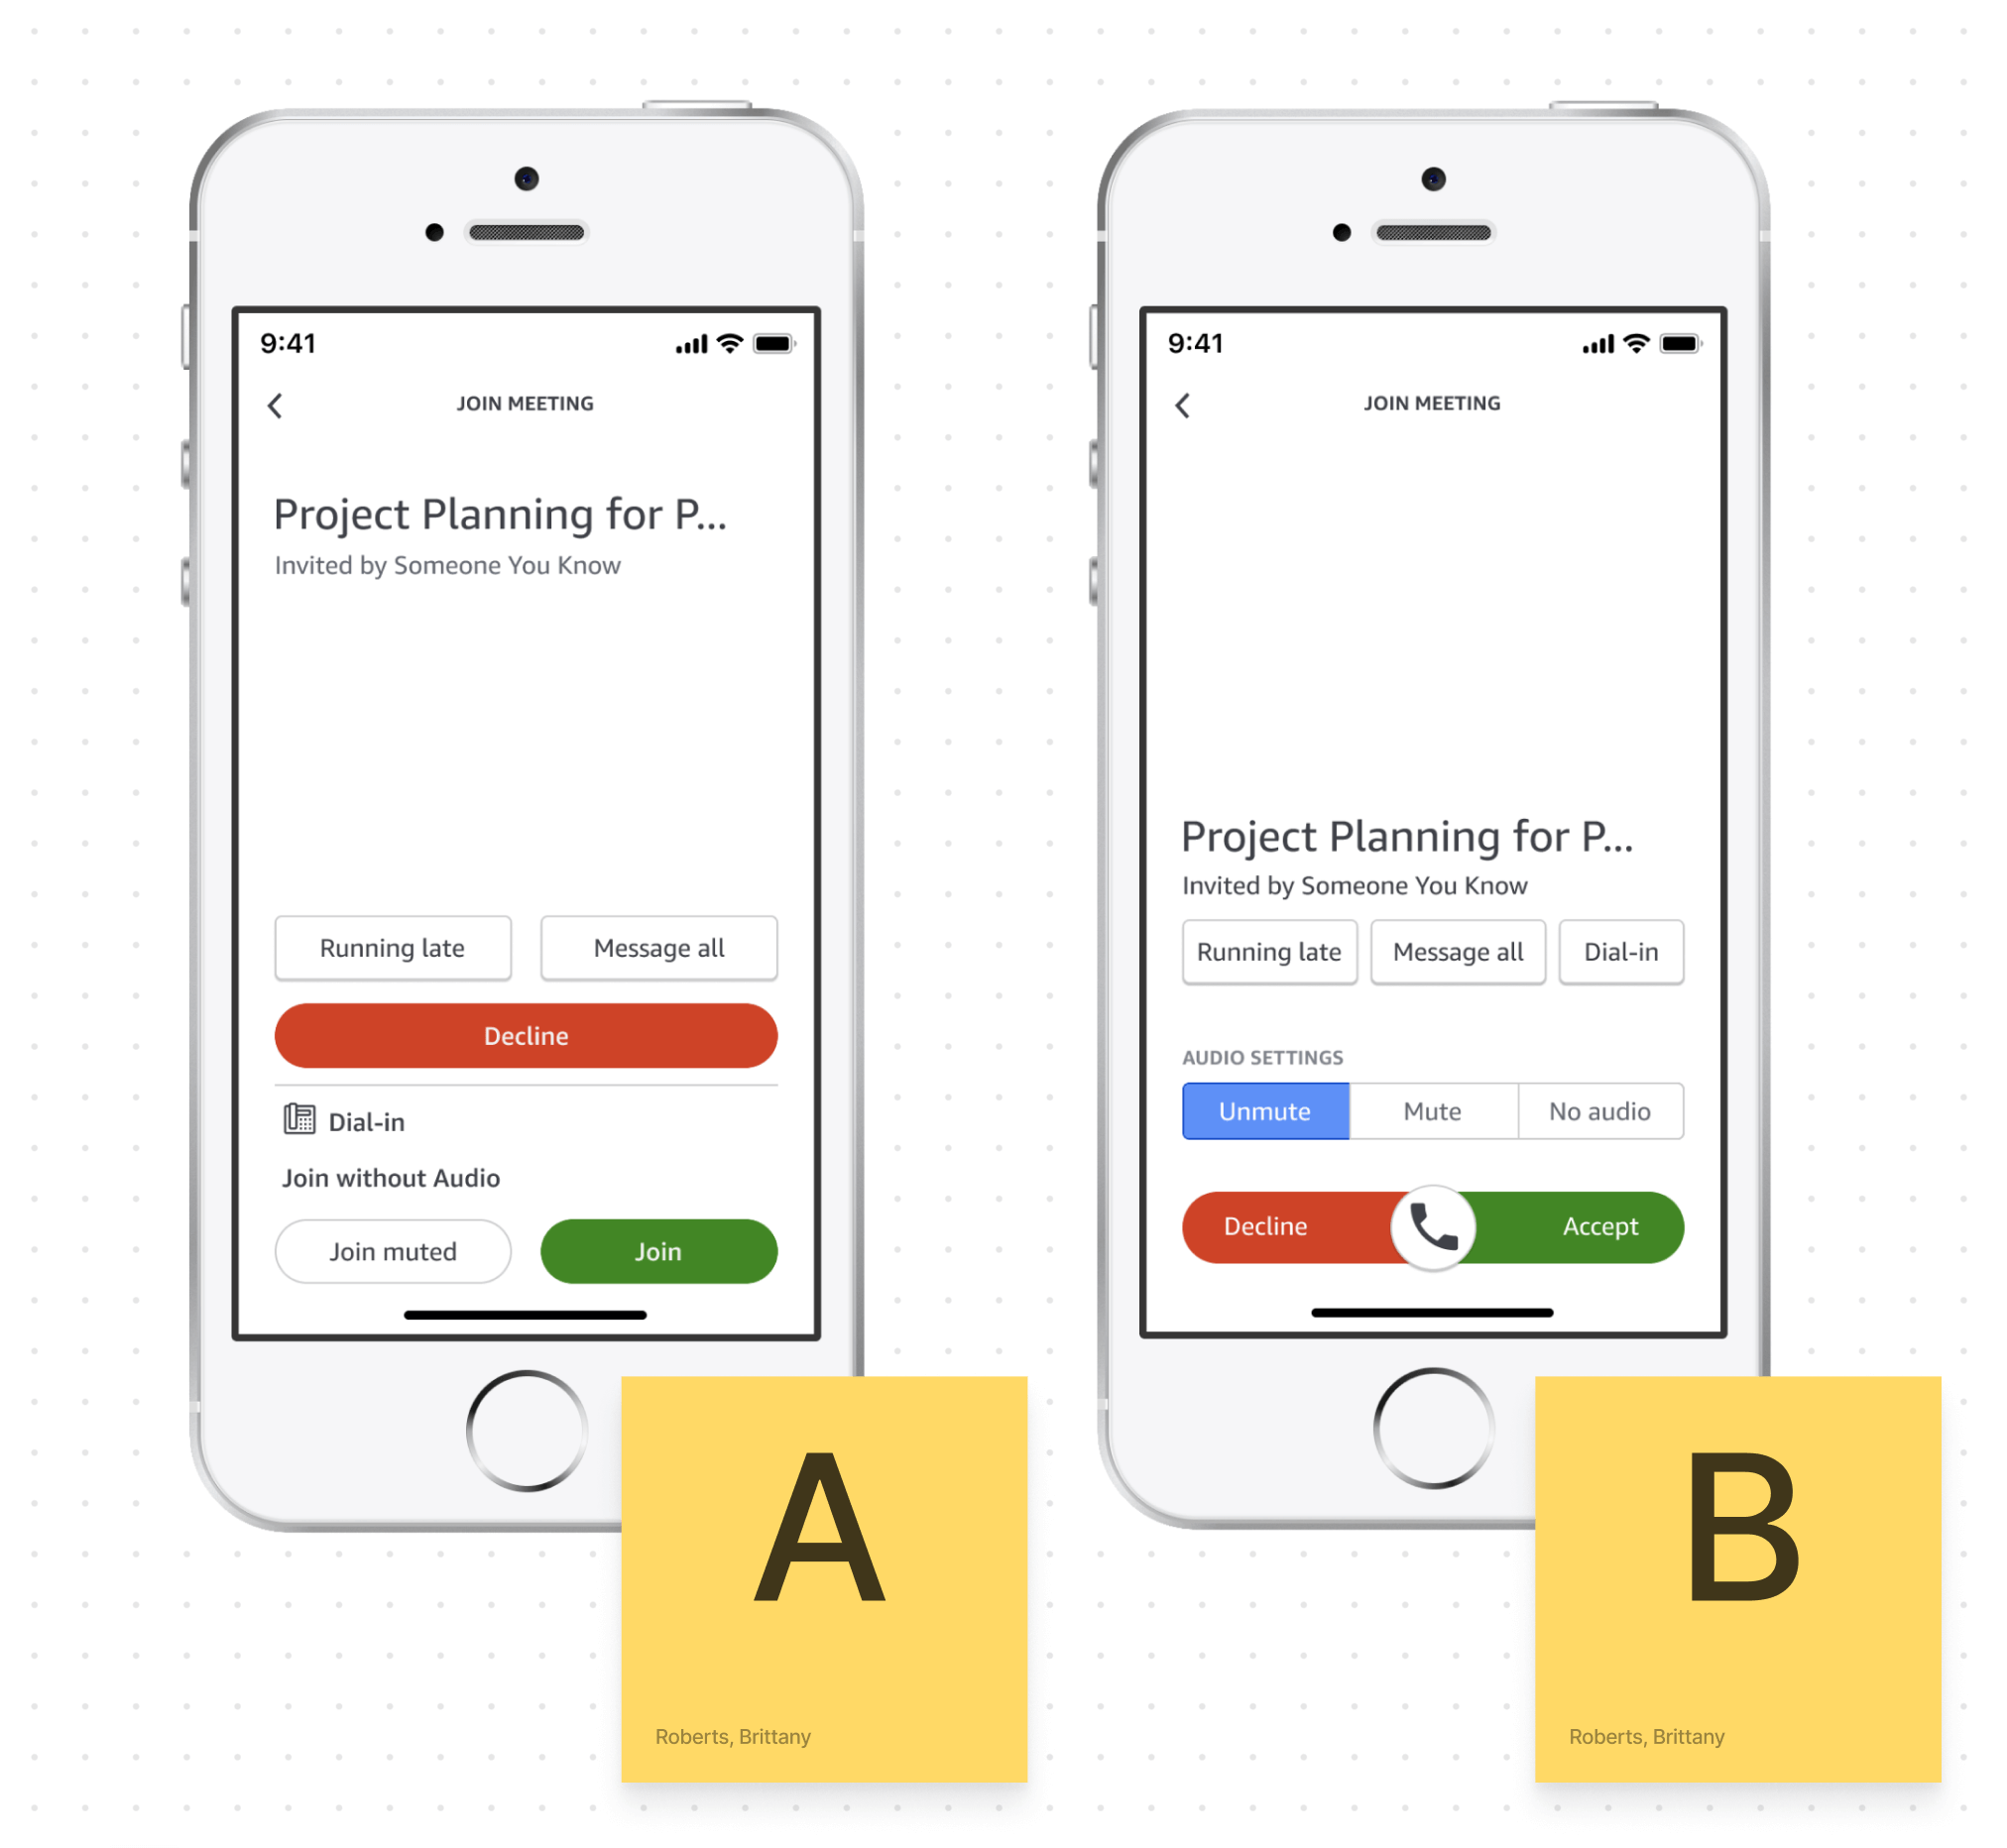 9:41
JOIN MEETING
Project Planning for P...
Invited by Someone You Know
Running late
Message all
Decline
Dial-in
Join without Audio
Join muted
Join
A
Roberts, Brittany
9:41
JOIN MEETING
Project Planning for P...
Invited by Someone You Know
Running late
Message all
Dial-in
AUDIO SETTINGS
Unmute
Mute
No audio
Decline
Accept
B
Roberts, Brittany